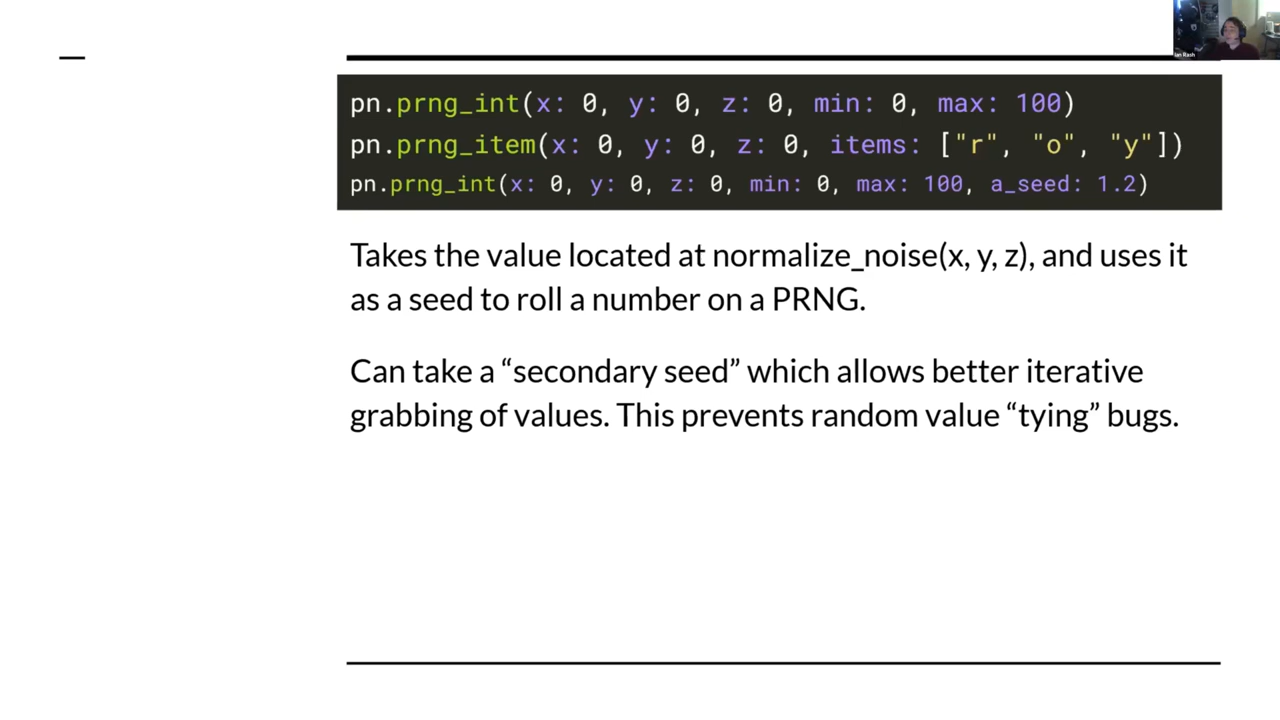 Ian Rash
pn.prng_int(x: 0, y: 0, z: 0, min: 0, max: 100)
pn.prng_item(x: 0, y: 0, z: 0, items: ["r", "o", "y"])
pn.prng_int(x: 0, y: 0, z: 0, min: 0, max: 100, a_seed: 1.2)
Takes the value located at normalize_noise(x, y, z), and uses it
as a seed to roll a number on a PRNG.
Can take a “secondary seed” which allows better iterative
grabbing of values. This prevents random value “tying” bugs.